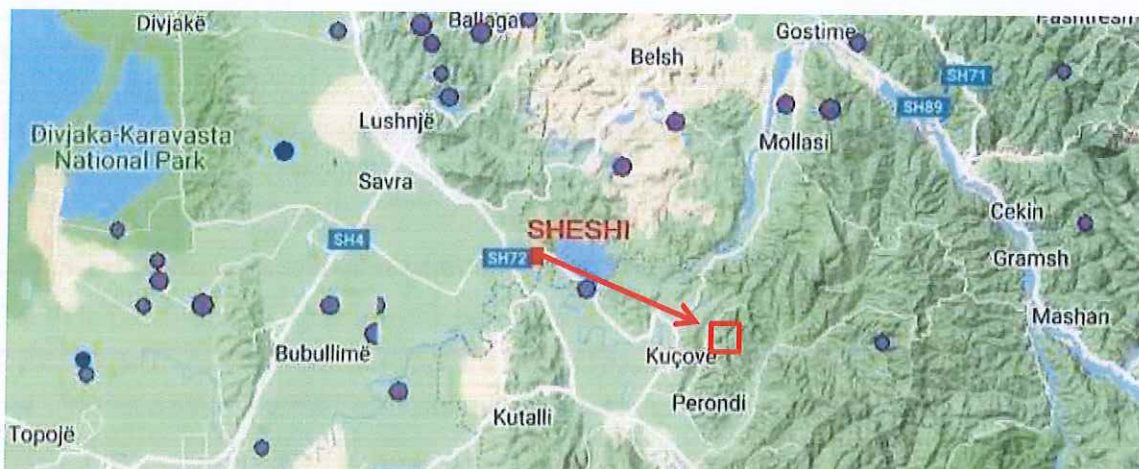 Divjakë
Ballagat
Gostime
Belsh
SH71
SH89
Lushnjë
Divjaka-Karavasta
National Park
Mollasi
Savra
Cekin
SHESHI
SH4
SH72
Gramsh
Mashan
Bubullimë
Kuçovë
Perondi
Kutalli
Topojë